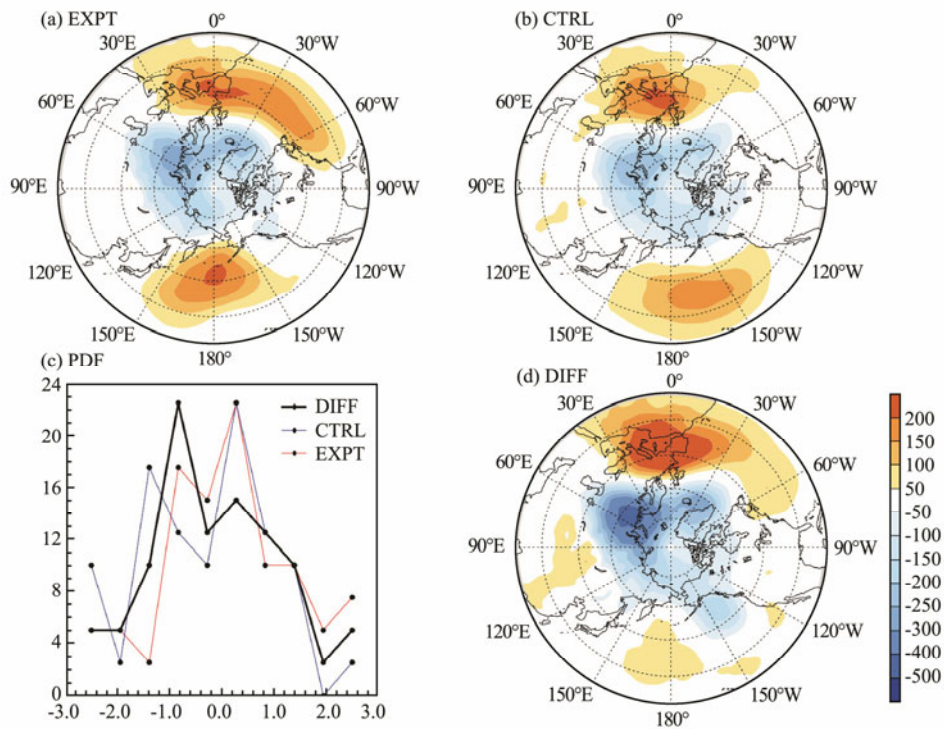 (a) EXPT
0°
30°E
30°W
60°E
60°W
90°E
90°W
120°E
120°W
150°E
150°W
180°
(b) CTRL
0°
30°E
30°W
60°E
60°W
90°E
90°W
120°E
120°W
150°E
150°W
180°
(c) PDF
24
20
16
12
8
4
0
-3.0
-2.0
-1.0
0.0
1.0
2.0
3.0
DIFF
CTRL
EXPT
(d) DIFF
0°
30°E
30°W
60°E
60°W
90°E
90°W
120°E
120°W
150°E
150°W
180°
200
150
100
50
-50
-100
-150
-200
-250
-300
-400
-500